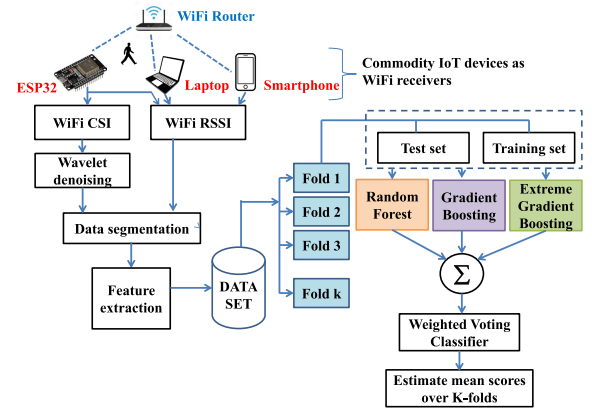 WiFi Router
ESP32
Laptop
Smartphone
Commodity IoT devices as
WiFi receivers
WiFi CSI
WiFi RSSI
Wavelet
denoising
Data segmentation
Feature
extraction
DATA
SET
Fold 1
Fold 2
Fold 3
Fold k
Test set
Training set
Random
Forest
Gradient
Boosting
Extreme
Gradient
Boosting
Σ
Weighted Voting
Classifier
Estimate mean scores
over K-folds